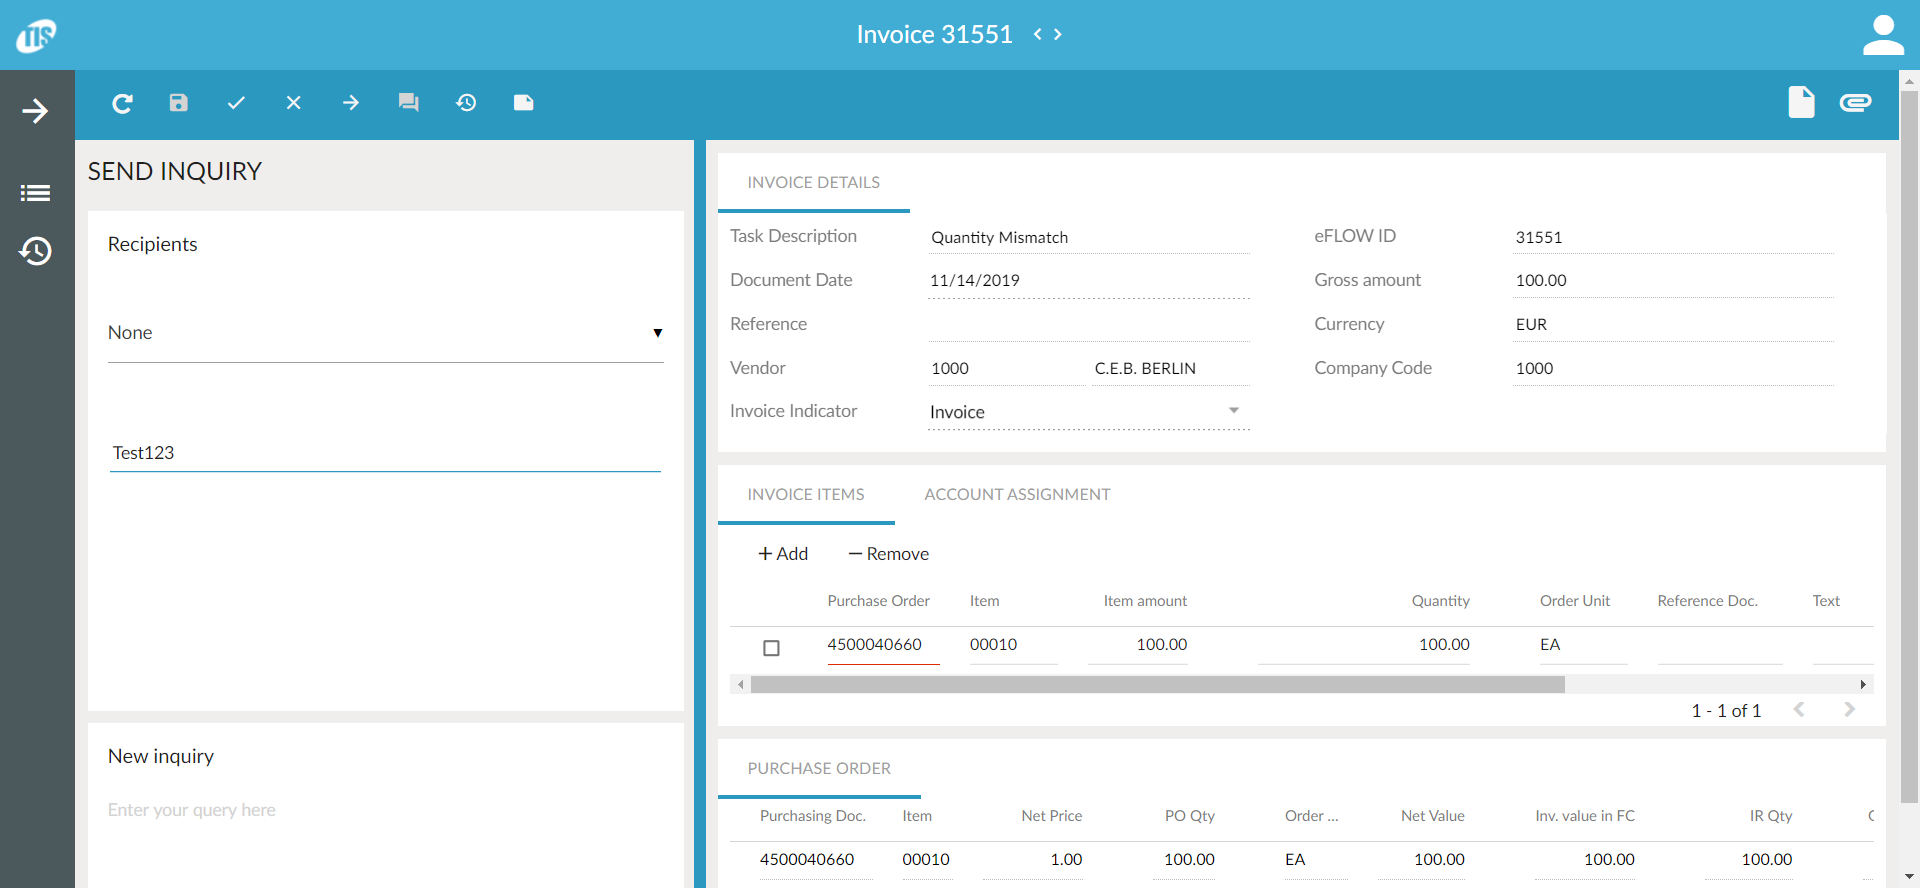 TIS
Invoice 31551 < >
SEND INQUIRY
Recipients
None
Test123
New inquiry
Enter your query here
INVOICE DETAILS
Task Description Quantity Mismatch eFLOW ID 31551
Document Date 11/14/2019 Gross amount 100.00
Reference Currency EUR
Vendor 1000 C.E.B. BERLIN Company Code 1000
Invoice Indicator Invoice
INVOICE ITEMS ACCOUNT ASSIGNMENT
+ Add − Remove
Purchase Order Item Item amount Quantity Order Unit Reference Doc. Text
4500040660 00010 100.00 100.00 EA
1 - 1 of 1
PURCHASE ORDER
Purchasing Doc. Item Net Price PO Qty Order ... Net Value Inv. value in FC IR Qty
4500040660 00010 1.00 100.00 EA 100.00 100.00 100.00